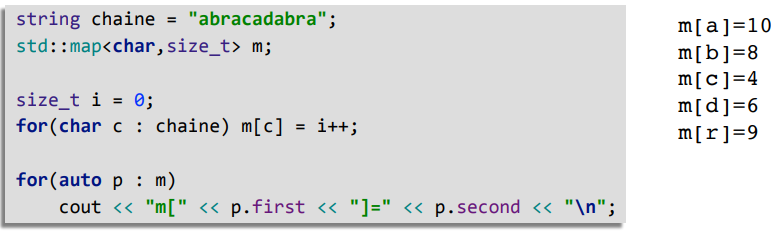 string chaine = "abracadabra";
std::map<char,size_t> m;
size_t i = 0;
for(char c : chaine) m[c] = i++;
for(auto p : m)
    cout << "m[" << p.first << "]=" << p.second << "\n";
m[a]=10
m[b]=8
m[c]=4
m[d]=6
m[r]=9